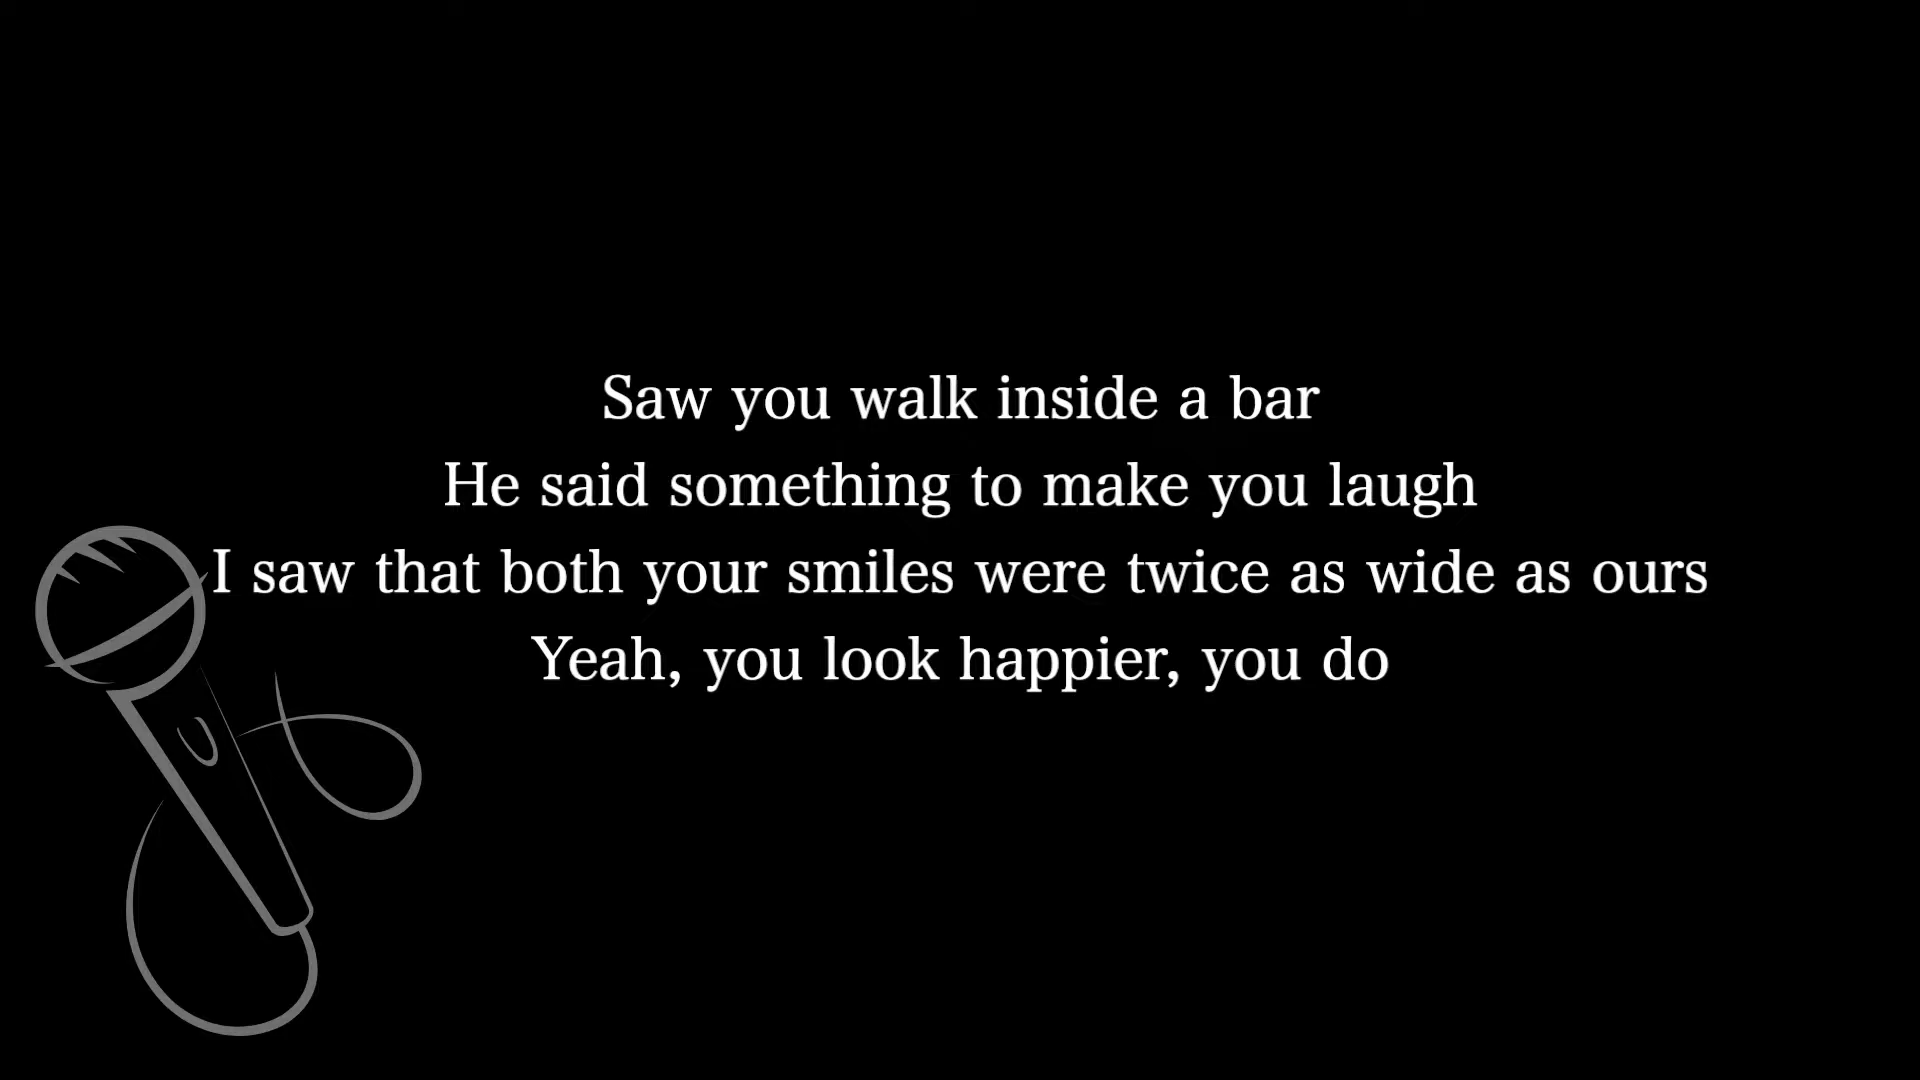 Saw you walk inside a bar
He said something to make you laugh
I saw that both your smiles were twice as wide as ours
Yeah, you look happier, you do